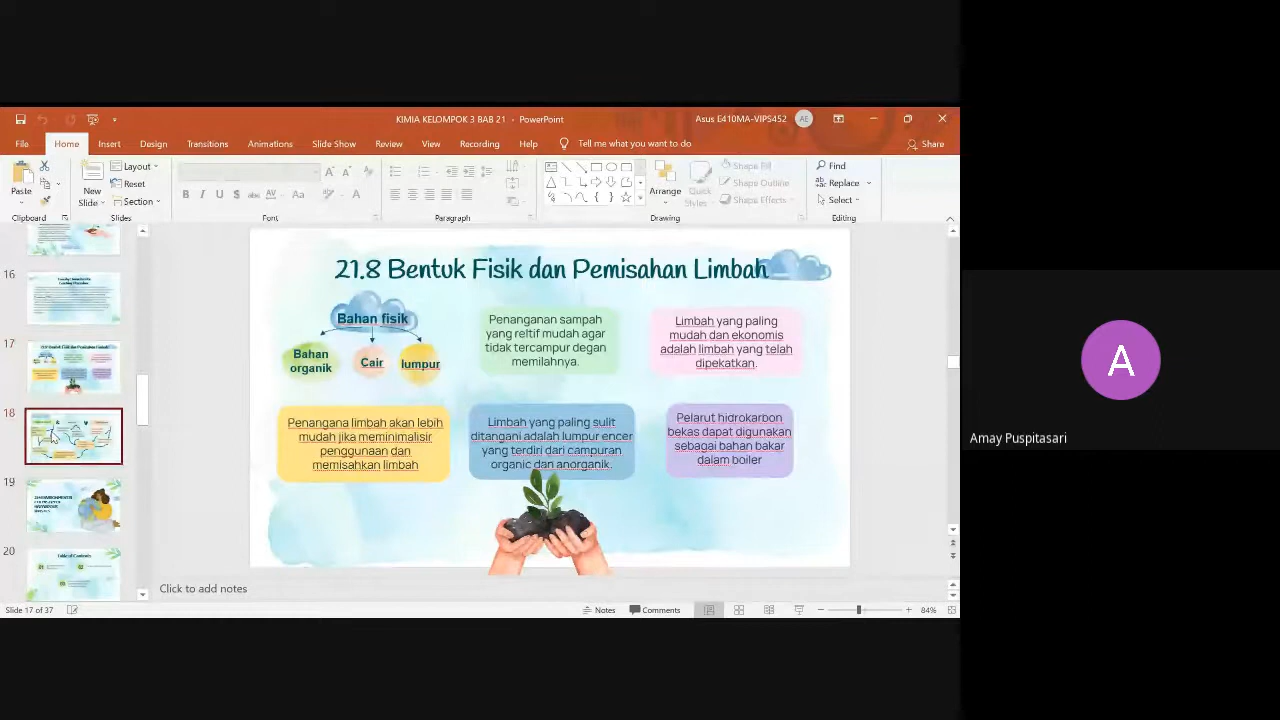 KIMIA KELOMPOK 3 BAB 21 - PowerPoint
Asus E410MA-VIPS452
AE
File
Home
Insert
Design
Transitions
Animations
Slide Show
Review
View
Recording
Help
Tell me what you want to do
Share
Paste
New
Slide
Layout
Reset
Section
Arrange
Quick
Styles
Shape Fill
Shape Outline
Shape Effects
Find
Replace
Select
Clipboard
Slides
Font
Paragraph
Drawing
Editing
16
17
18
19
20
21.8 Bentuk Fisik dan Pemisahan Limbah
Bahan fisik
Bahan
organik
Cair
lumpur
Penanganan sampah
yang reltif mudah agar
tidak tercampur degan
nemilahnya.
Limbah yang paling
mudah dan ekonomis
adalah limbah yang telah
dipekatkan.
Penangana limbah akan lebih
mudah jika meminimalisir
penggunaan dan
memisahkan limbah
Limbah yang paling sulit
ditangani adalah lumpur encer
yang terdiri dari campuran
organic dan anorganik.
Pelarut hidrokarbon
bekas dapat digunakan
sebagai bahan bakar
dalam boiler
Click to add notes
Slide 17 of 37
Notes
Comments
84%
A
Amay Puspitasari